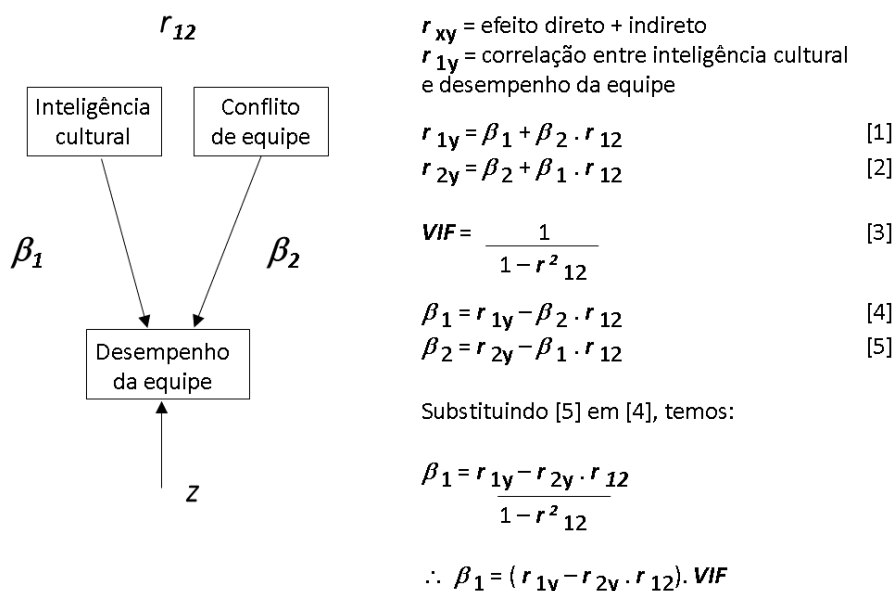 r12
Inteligência
cultural
Conflito
de equipe
β1
β2
Desempenho
da equipe
z
r xy = efeito direto + indireto
r 1y = correlação entre inteligência cultural
e desempenho da equipe
r 1y = β1 + β2 . r 12 [1]
r 2y = β2 + β1 . r 12 [2]
VIF = 1 [3]
1 – r² 12
β1 = r 1y – β2 . r 12 [4]
β2 = r 2y – β1 . r 12 [5]
Substituindo [5] em [4], temos:
β1 = r 1y – r 2y . r 12
1 – r² 12
∴ β1 = ( r 1y – r 2y . r 12). VIF